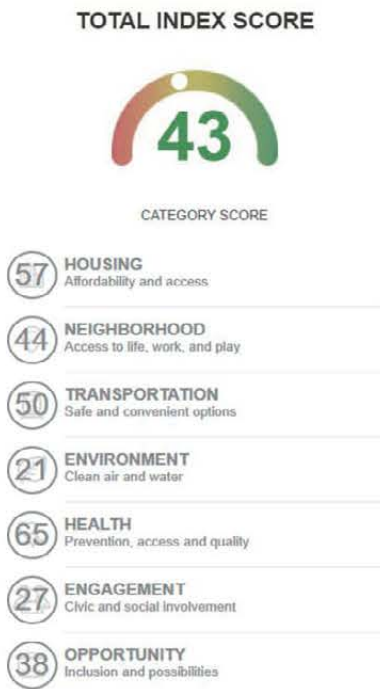 TOTAL INDEX SCORE
43
CATEGORY SCORE
57
HOUSING
Affordability and access
44
NEIGHBORHOOD
Access to life, work, and play
50
TRANSPORTATION
Safe and convenient options
21
ENVIRONMENT
Clean air and water
65
HEALTH
Prevention, access and quality
27
ENGAGEMENT
Civic and social involvement
38
OPPORTUNITY
Inclusion and possibilities